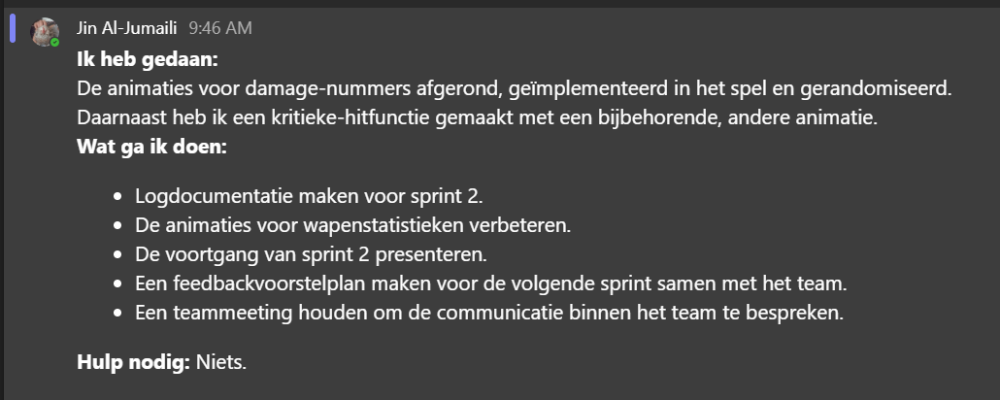 Jin Al-Jumaili 9:46 AM
Ik heb gedaan:
De animaties voor damage-nummers afgerond, geïmplementeerd in het spel en gerandomiseerd.
Daarnaast heb ik een kritieke-hitfunctie gemaakt met een bijbehorende, andere animatie.
Wat ga ik doen:
• Logdocumentatie maken voor sprint 2.
• De animaties voor wapenstatistieken verbeteren.
• De voortgang van sprint 2 presenteren.
• Een feedbackvoorstelplan maken voor de volgende sprint samen met het team.
• Een teammeeting houden om de communicatie binnen het team te bespreken.
Hulp nodig: Niets.